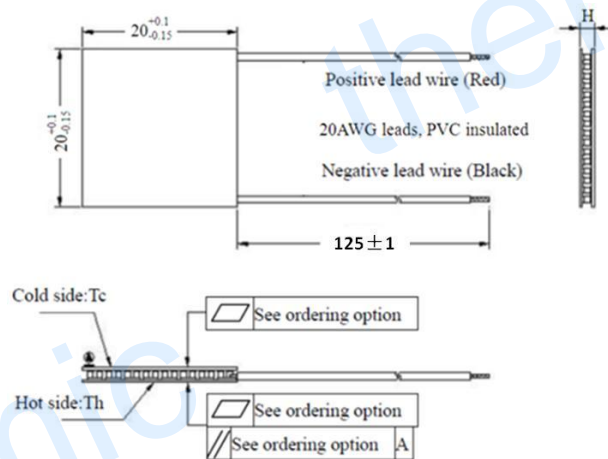 20 +0.1 -0.15
H
Positive lead wire (Red)
20 +0.1 -0.15
20AWG leads, PVC insulated
Negative lead wire (Black)
125±1
Cold side:Tc
See ordering option
Hot side:Th
See ordering option
See ordering option A